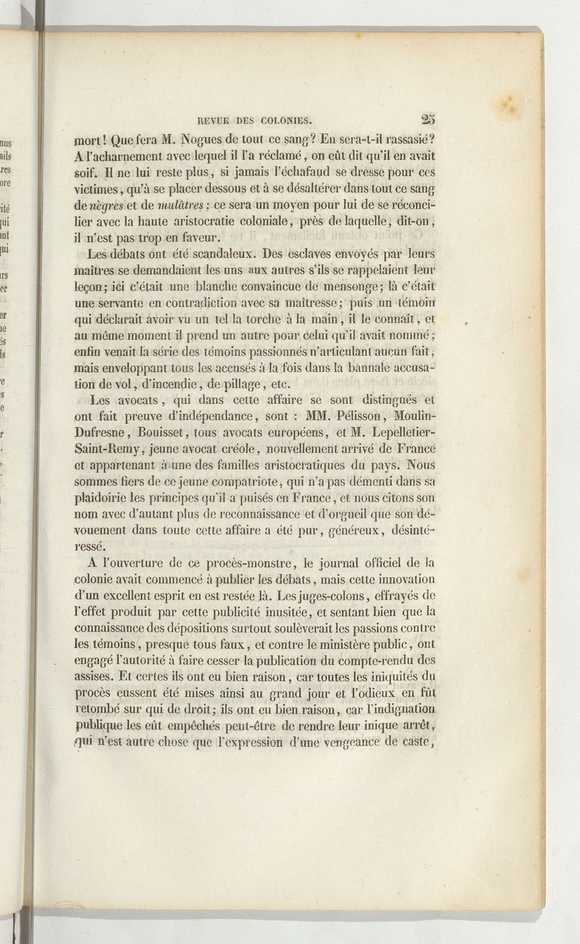 REVUE DES COLONIES. 25
mort! Que fera M. Nogues de tout ce sang? En sera-t-il rassasié?
A l'acharnement avec lequel il l'a réclamé, on eût dit qu'il en avait
soif. Il ne lui reste plus, si jamais l'échafaud se dresse pour ces
victimes, qu'à se placer dessous et à se désaltérer dans tout ce sang
de nègres et de mulâtres; ce sera un moyen pour lui de se réconci-
lier avec la haute aristocratie coloniale, près de laquelle, dit-on,
il n'est pas trop en faveur.
Les débats ont été scandaleux. Des esclaves envoyés par leurs
maîtres se demandaient les uns aux autres s'ils se rappelaient leur
leçon; ici c'était une blanche convaincue de mensonge; là c'était
une servante en contradiction avec sa maîtresse; puis un témoin
qui déclarait avoir vu un tel la torche à la main, il le connaît, et
au même moment il prend un autre pour celui qu'il avait nommé;
enfin venait la série des témoins passionnés n'articulant aucun fait,
mais enveloppant tous les accusés à la fois dans la bannale accusa-
tion de vol, d'incendie, de pillage, etc.
Les avocats, qui dans cette affaire se sont distingués et
ont fait preuve d'indépendance, sont : MM. Pélisson, Moulin-
Dufresne, Bouisset, tous avocats européens, et M. Lepelletier-
Saint-Remy, jeune avocat créole, nouvellement arrivé de France
et appartenant à une des familles aristocratiques du pays. Nous
sommes fiers de ce jeune compatriote, qui n'a pas démenti dans sa
plaidoirie les principes qu'il a puisés en France, et nous citons son
nom avec d'autant plus de reconnaissance et d'orgueil que son dé-
vouement dans toute cette affaire a été pur, généreux, désinté-
ressé.
A l'ouverture de ce procès-monstre, le journal officiel de la
colonie avait commencé à publier les débats, mais cette innovation
d'un excellent esprit en est restée là. Les juges-colons, effrayés de
l'effet produit par cette publicité inusitée, et sentant bien que la
connaissance des dépositions surtout soulèverait les passions contre
les témoins, presque tous faux, et contre le ministère public, ont
engagé l'autorité à faire cesser la publication du compte-rendu des
assises. Et certes ils ont eu bien raison, car toutes les iniquités du
procès eussent été mises ainsi au grand jour et l'odieux en fût
retombé sur qui de droit; ils ont eu bien raison, car l'indignation
publique les eût empêchés peut-être de rendre leur inique arrêt,
qui n'est autre chose que l'expression d'une vengeance de caste,